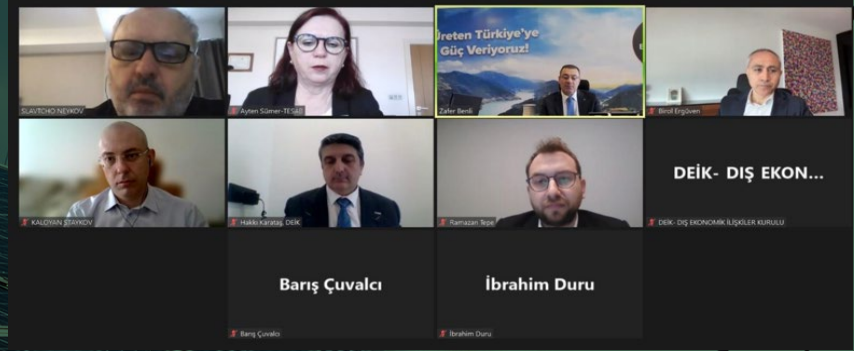 Üreten Türkiye'ye
Güç Veriyoruz!
SLAVTCHO NEYKOV
Ayten Sümer-TESAB
Zafer Benli
Birol Ergüven
DEİK- DIŞ EKON...
KALOYAN STAYKOV
Hakkı Karataş, DEİK
Ramazan Tepe
DEİK- DIŞ EKONOMİK İLİŞKİLER KURULU
Barış Çuvalcı
İbrahim Duru
Barış Çuvalcı
İbrahim Duru